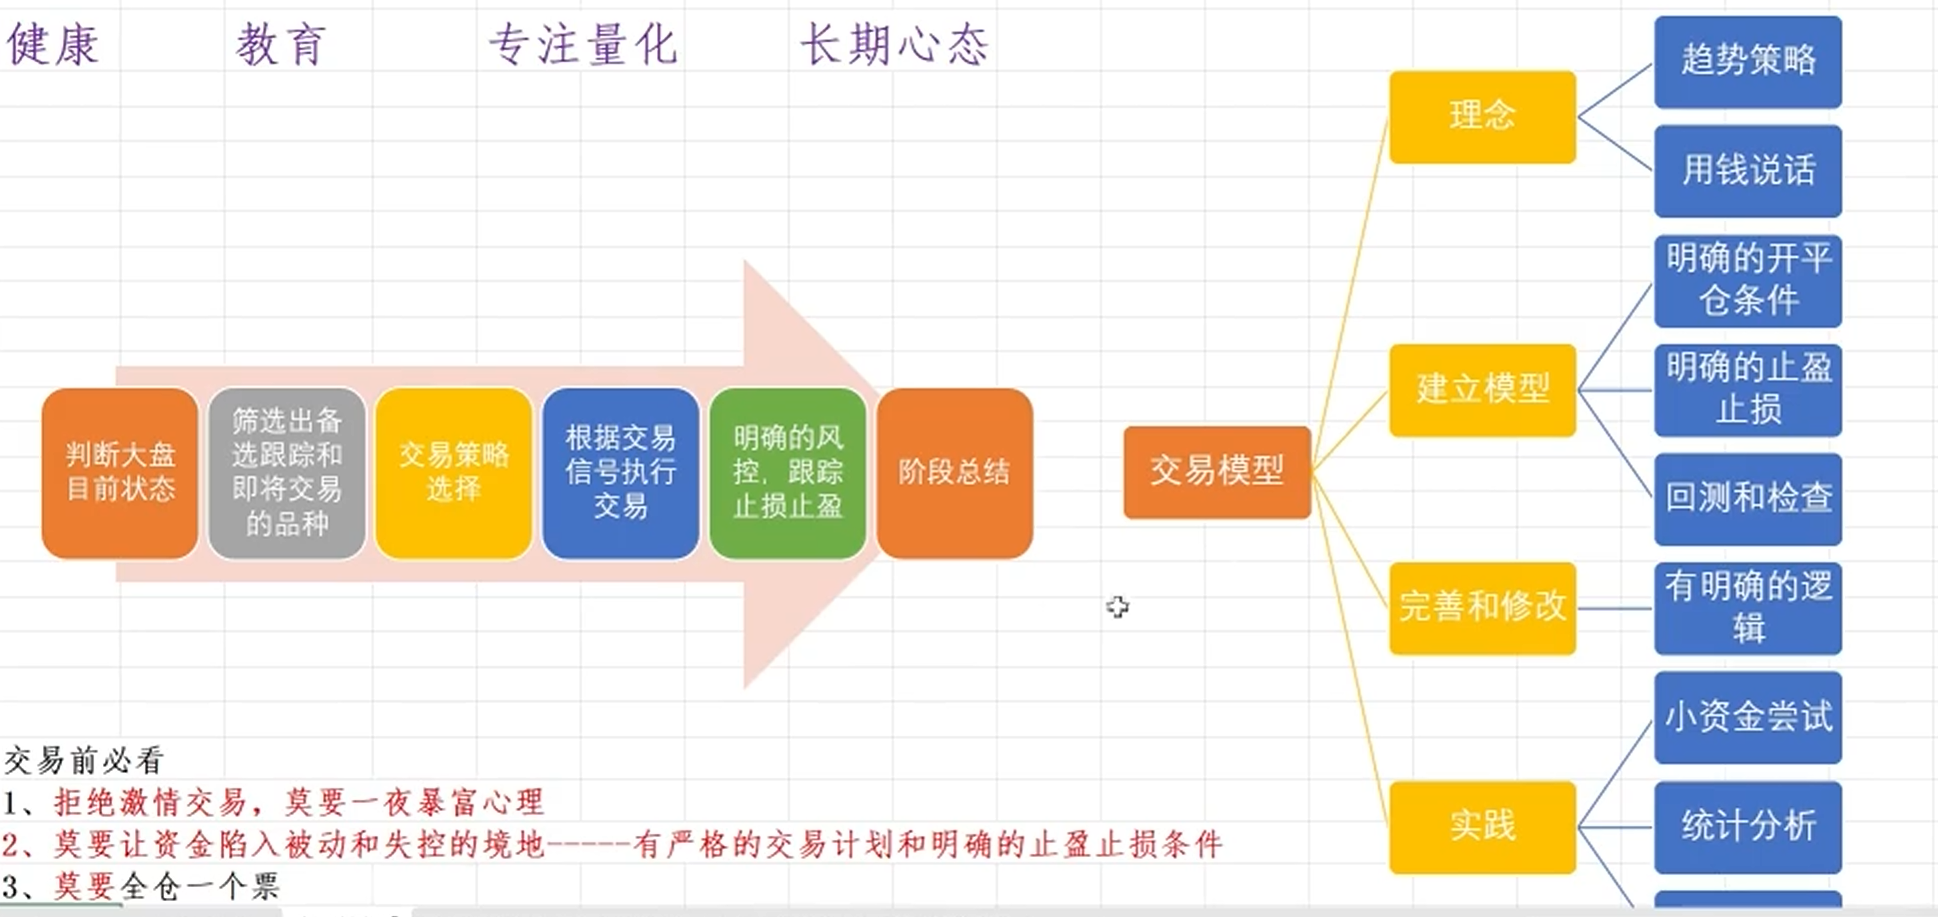 健康 教育 专注量化 长期心态
判断大盘
目前状态
筛选出备
选跟踪和
即将交易
的品种
交易策略
选择
根据交易
信号执行
交易
明确的风
控，跟踪
止损止盈
阶段总结
交易模型
理念
趋势策略
用钱说话
建立模型
明确的开平
仓条件
明确的止盈
止损
回测和检查
完善和修改
有明确的逻
辑
实践
小资金尝试
统计分析
交易前必看
1、拒绝激情交易，莫要一夜暴富心理
2、莫要让资金陷入被动和失控的境地-----有严格的交易计划和明确的止盈止损条件
3、莫要全仓一个票